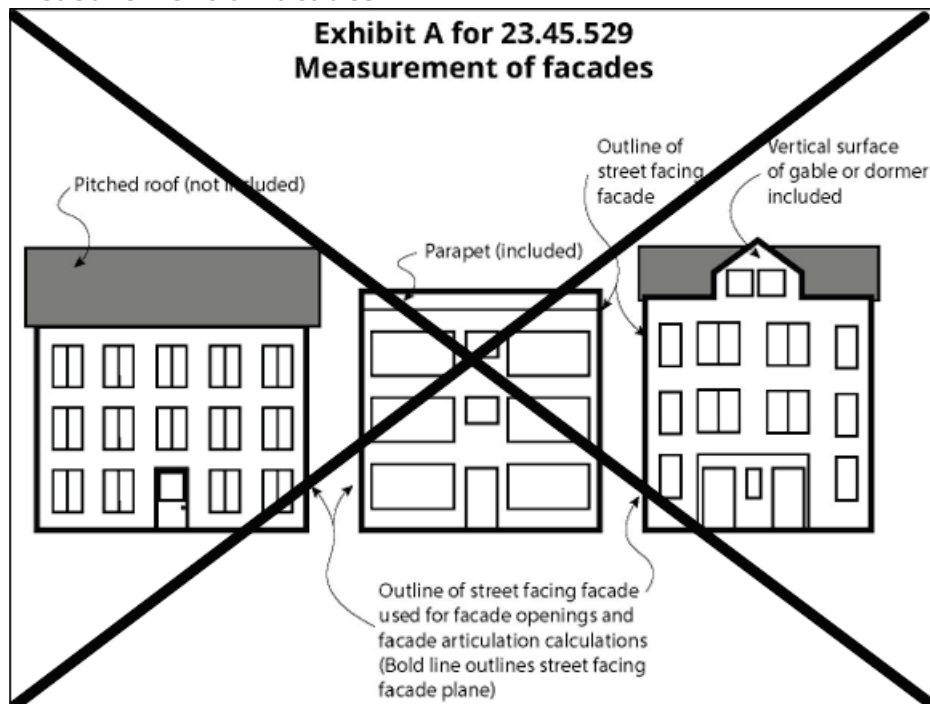 Exhibit A for 23.45.529
Measurement of facades
Pitched roof (not included)
Parapet (included)
Outline of
street facing
facade
Vertical surface
of gable or dormer
included
Outline of street facing facade
used for facade openings and
facade articulation calculations
(Bold line outlines street facing
facade plane)